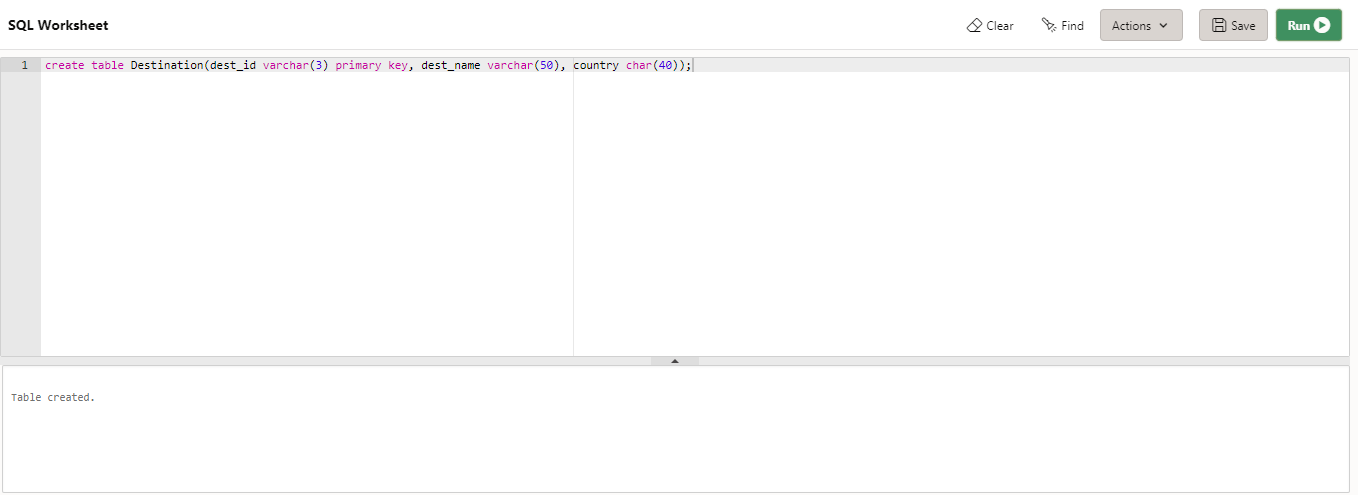 SQL Worksheet Clear Find Actions Save Run
1 create table Destination(dest_id varchar(3) primary key, dest_name varchar(50), country char(40));
Table created.